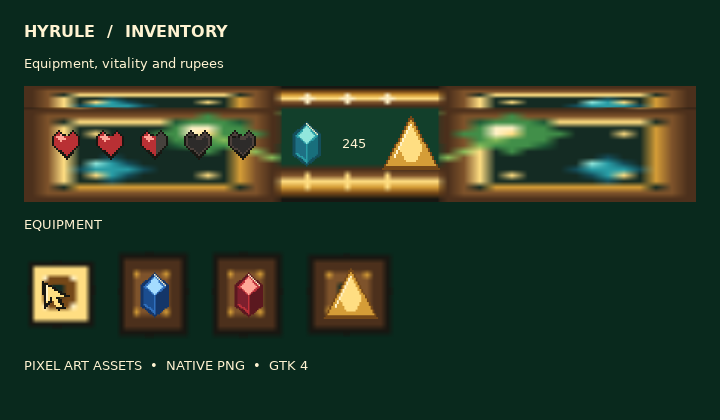 HYRULE / INVENTORY
Equipment, vitality and rupees
245
EQUIPMENT
PIXEL ART ASSETS • NATIVE PNG • GTK 4